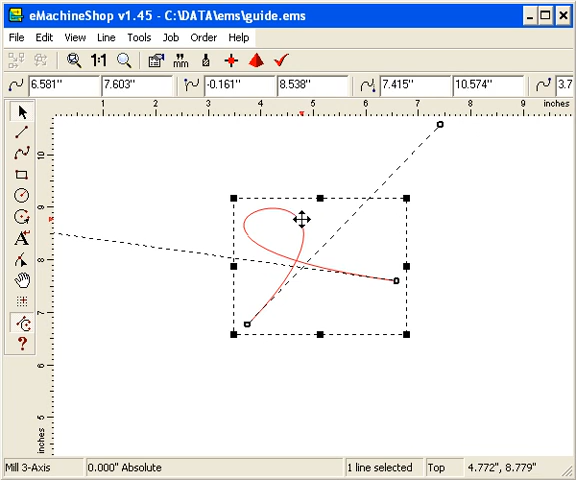 eMachineShop v1.45 - C:\DATA\ems\guide.ems
File Edit View Line Tools Job Order Help
1:1 mm
6.581" 7.603" -0.161" 8.538" 7.415" 10.574" 3.7
1 2 3 4 5 6 7 8 9 inches
10
9
8
7
6
5
inches
A
?
Mill 3-Axis 0.000" Absolute 1 line selected Top 4.772", 8.779"